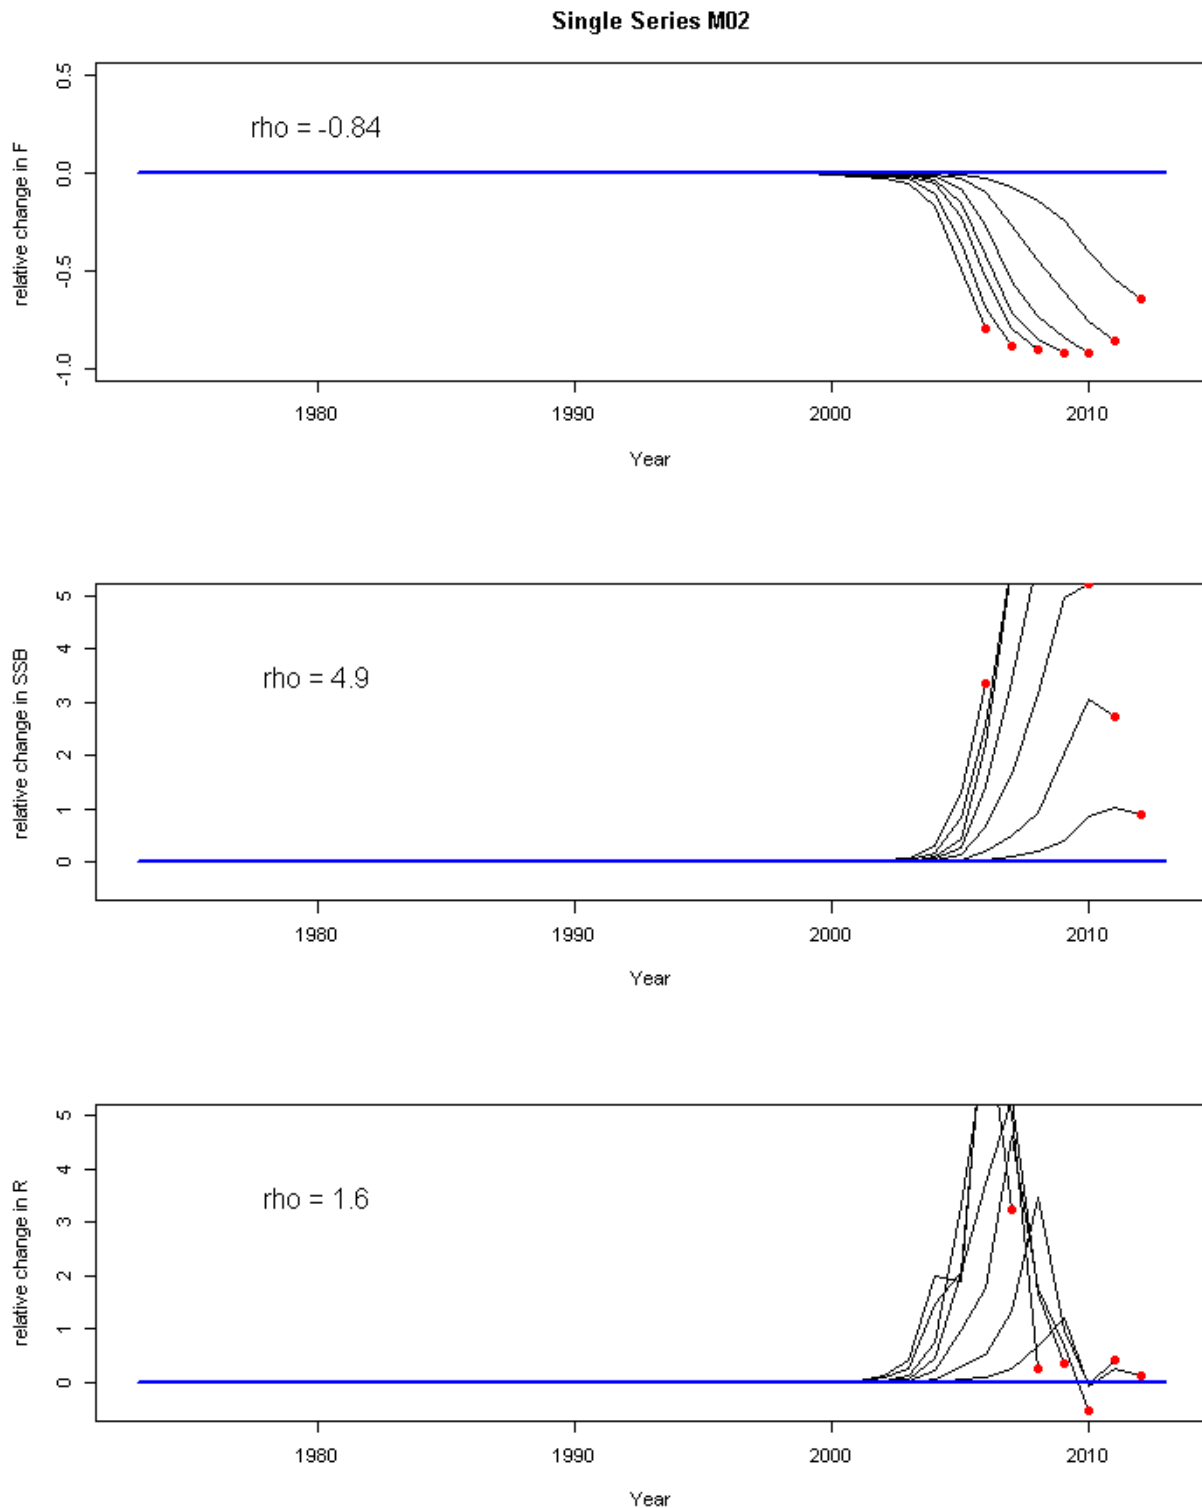 Single Series M02
relative change in F
0.5
0.0
-0.5
-1.0
rho = -0.84
1980 1990 2000 2010
Year
relative change in SSB
5
4
3
2
1
0
rho = 4.9
1980 1990 2000 2010
Year
relative change in R
5
4
3
2
1
0
rho = 1.6
1980 1990 2000 2010
Year